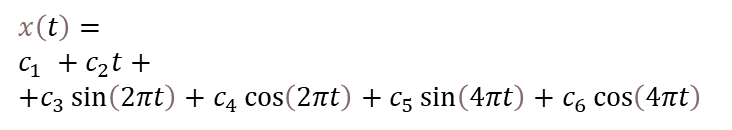 x(t) =
c₁ + c₂t +
+c₃ sin(2πt) + c₄ cos(2πt) + c₅ sin(4πt) + c₆ cos(4πt)